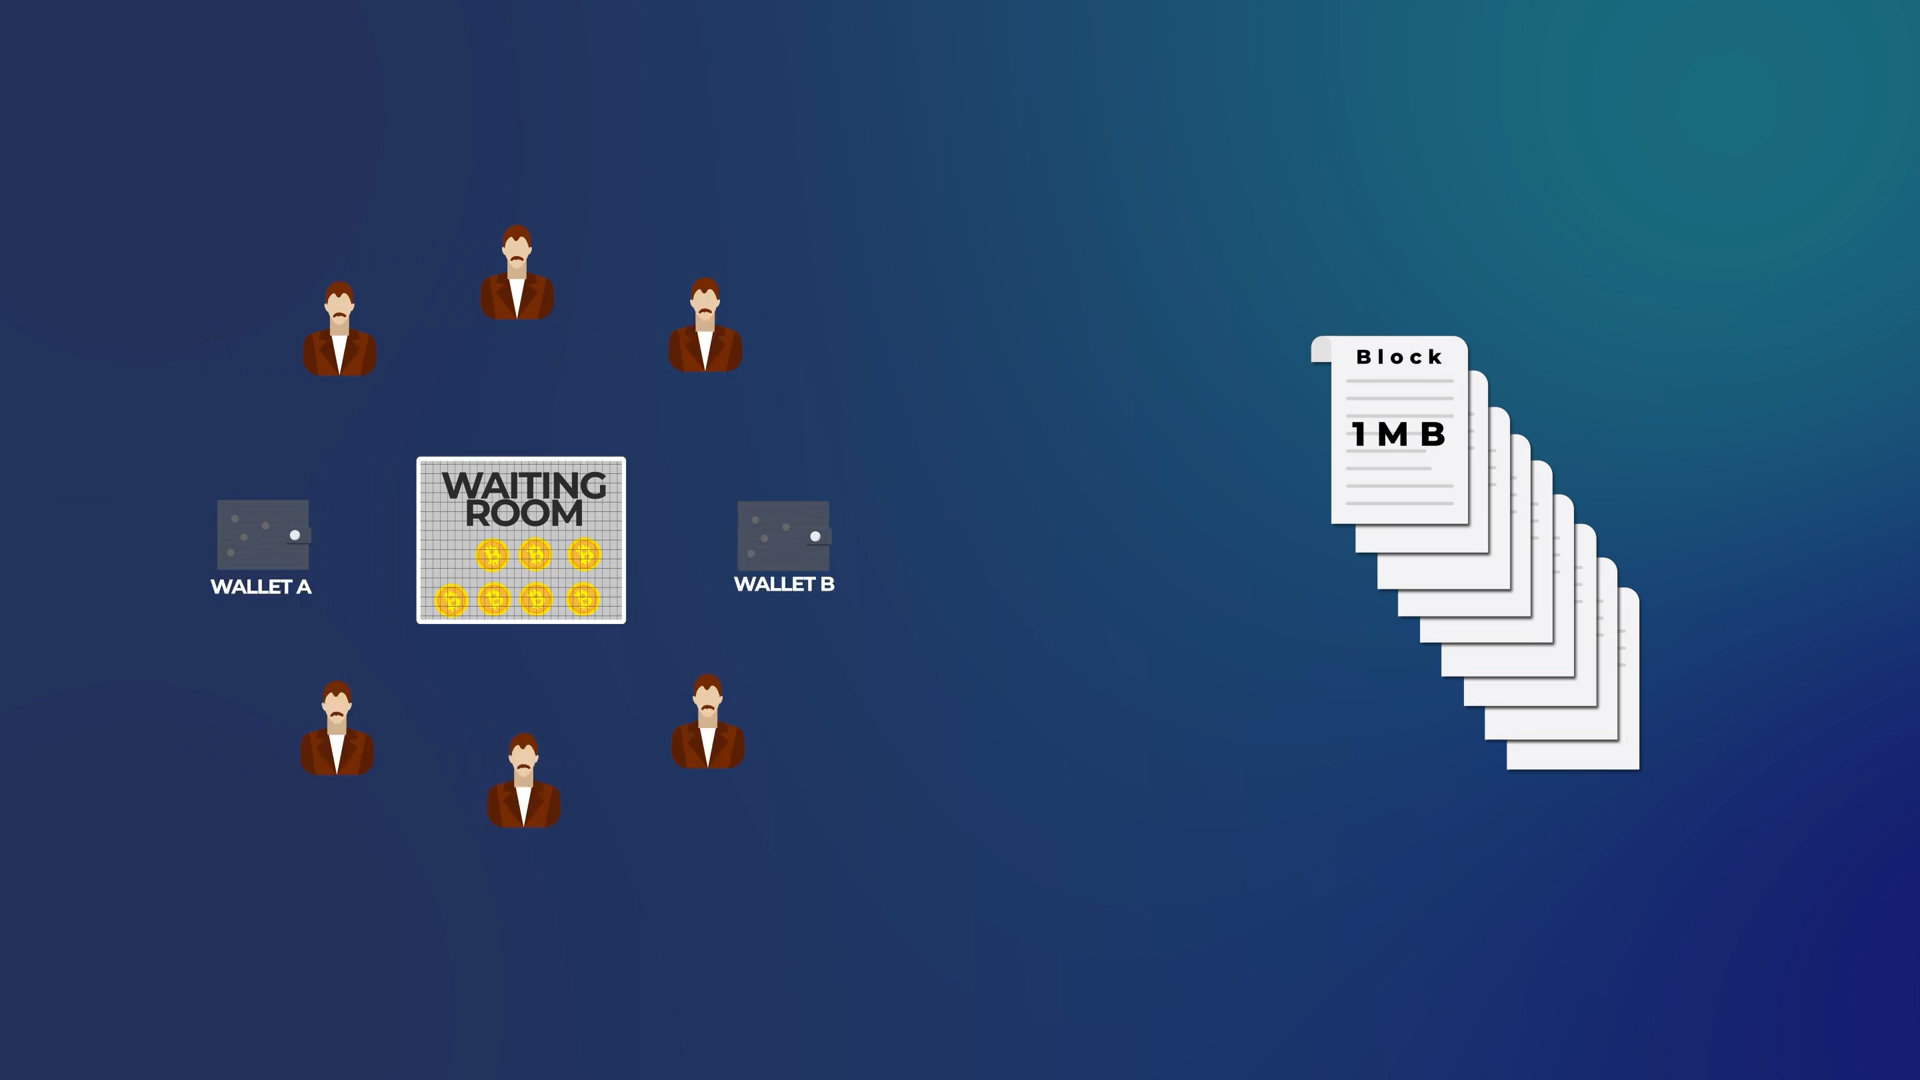 WAITING
ROOM
WALLET A
WALLET B
Block
1MB